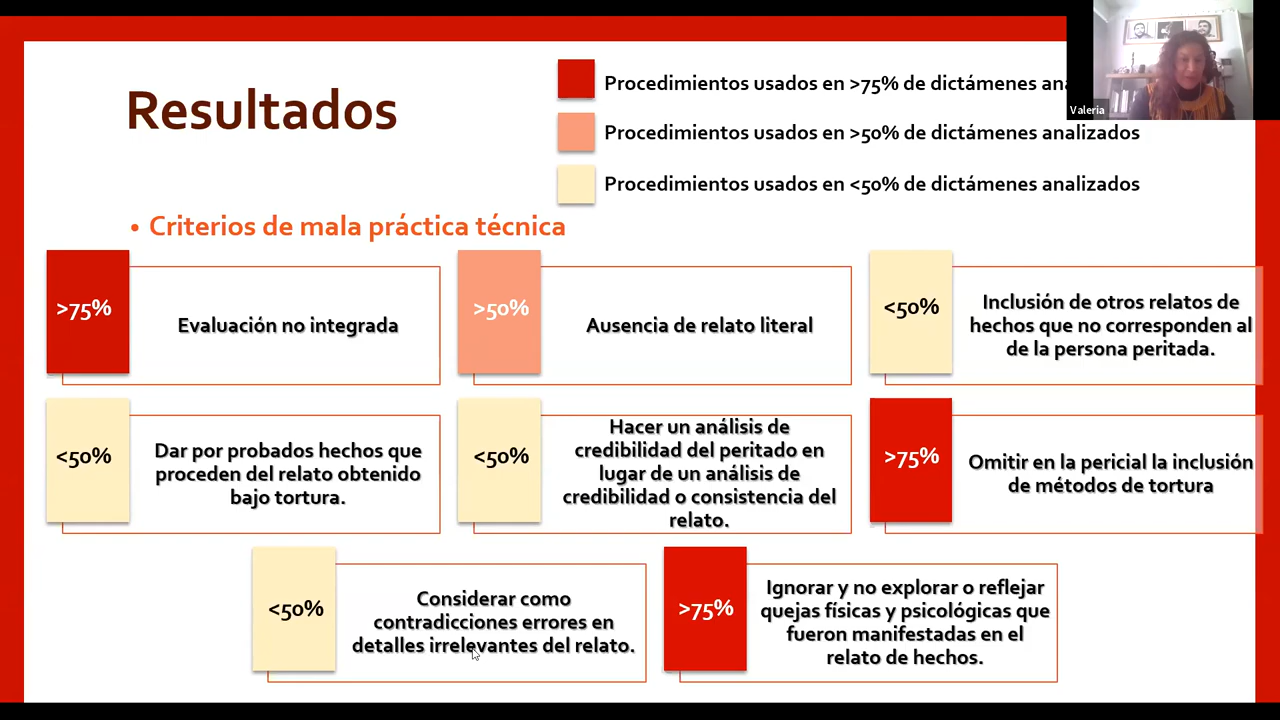 Resultados
Procedimientos usados en >75% de dictámenes
Procedimientos usados en >50% de dictámenes analizados
Procedimientos usados en <50% de dictámenes analizados
Valeria
• Criterios de mala práctica técnica
>75%
Evaluación no integrada
>50%
Ausencia de relato literal
<50%
Inclusión de otros relatos de
hechos que no corresponden al
de la persona peritada.
<50%
Dar por probados hechos que
proceden del relato obtenido
bajo tortura.
<50%
Hacer un análisis de
credibilidad del peritado en
lugar de un análisis de
credibilidad o consistencia del
relato.
>75%
Omitir en la pericial la inclusión
de métodos de tortura
<50%
Considerar como
contradicciones errores en
detalles irrelevantes del relato.
>75%
Ignorar y no explorar o reflejar
quejas físicas y psicológicas que
fueron manifestadas en el
relato de hechos.